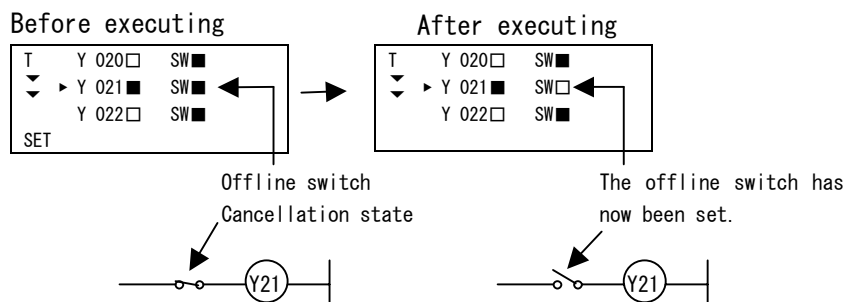 Before executing
T Y 020□ SW■
▶ Y 021■ SW■
Y 022□ SW■
SET
Offline switch
Cancellation state
Y21
After executing
T Y 020□ SW■
▶ Y 021■ SW□
Y 022□ SW■
The offline switch has
now been set.
Y21